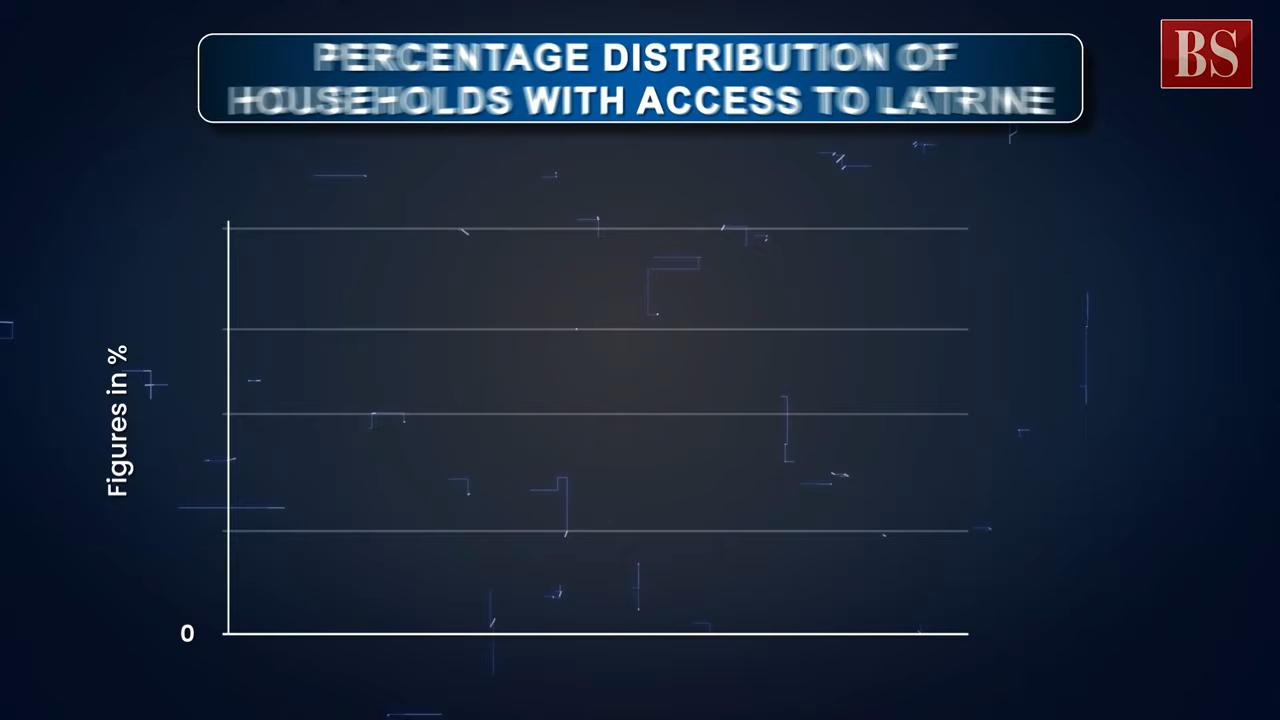 PERCENTAGE DISTRIBUTION OF
HOUSEHOLDS WITH ACCESS TO LATRINE
BS
Figures in %
0